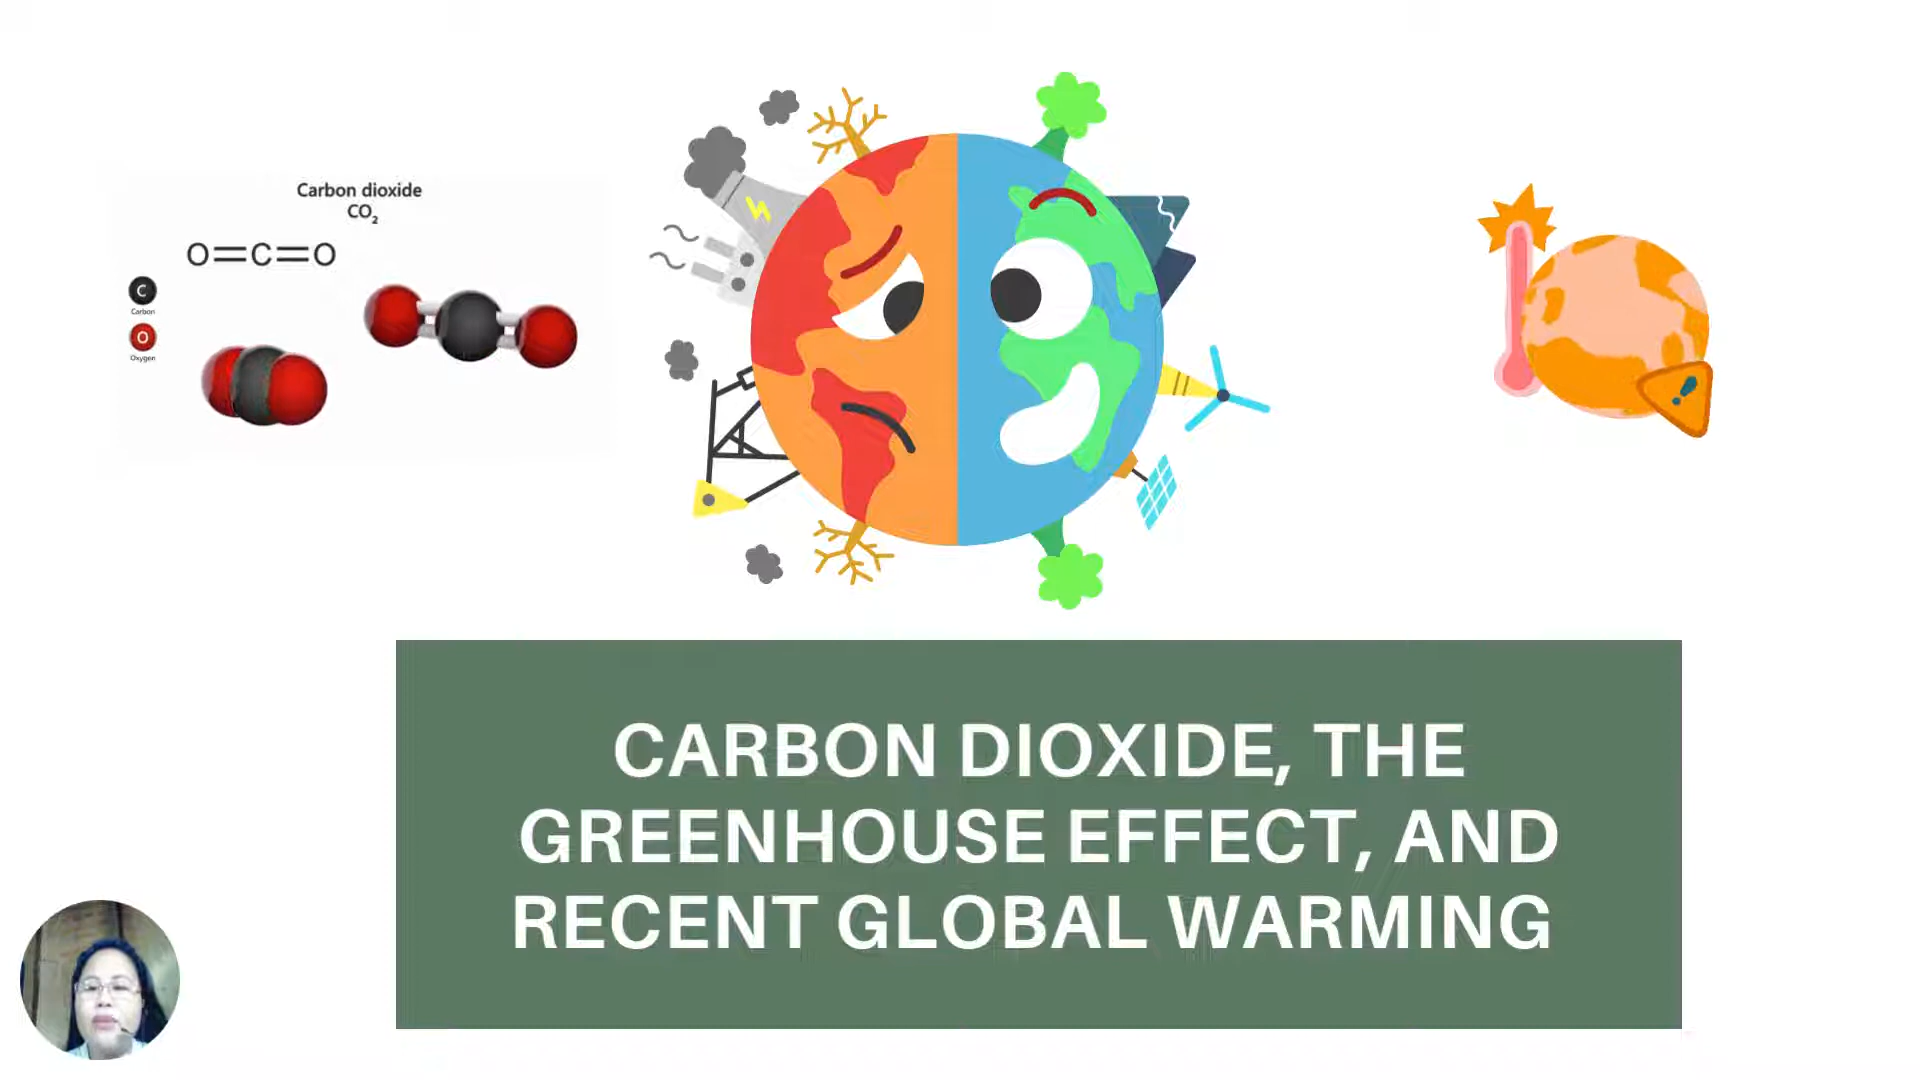 Carbon dioxide
CO₂
O=C=O
C
Carbon
O
Oxygen
CARBON DIOXIDE, THE
GREENHOUSE EFFECT, AND
RECENT GLOBAL WARMING